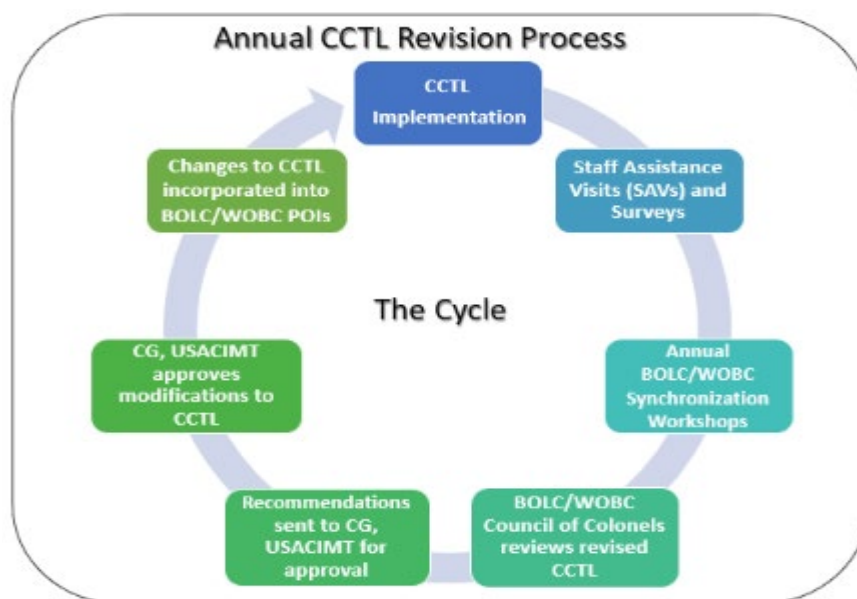 Annual CCTL Revision Process
CCTL
Implementation
Staff Assistance
Visits (SAVs) and
Surveys
Annual
BOLC/WOBC
Synchronization
Workshops
BOLC/WOBC
Council of Colonels
reviews revised
CCTL
Recommendations
sent to CG,
USACIMT for
approval
CG, USACIMT
approves
modifications to
CCTL
Changes to CCTL
incorporated into
BOLC/WOBC POIs
The Cycle